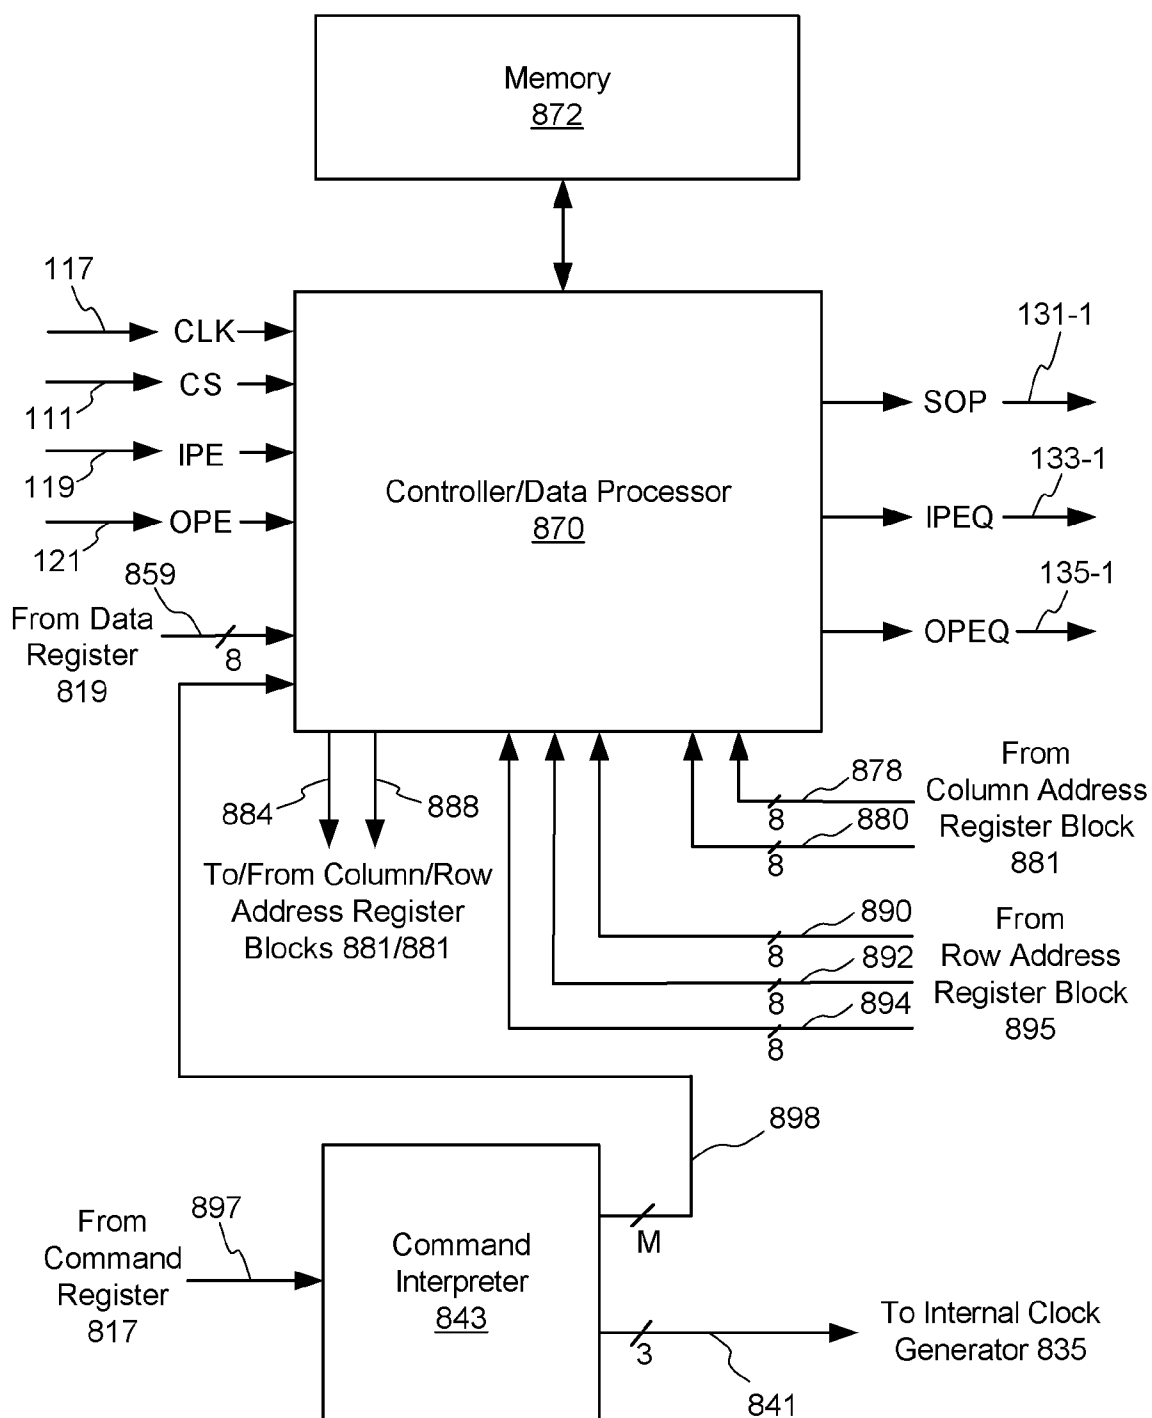 Memory
872
117
CLK
CS
111
IPE
119
OPE
121
131-1
SOP
133-1
IPEQ
135-1
OPEQ
Controller/Data Processor
870
859
From Data
Register
819
8
884
888
To/From Column/Row
Address Register
Blocks 881/881
878
8
880
8
From
Column Address
Register Block
881
890
8
892
8
894
8
From
Row Address
Register Block
895
898
M
897
From
Command
Register
817
Command
Interpreter
843
3
841
To Internal Clock
Generator 835